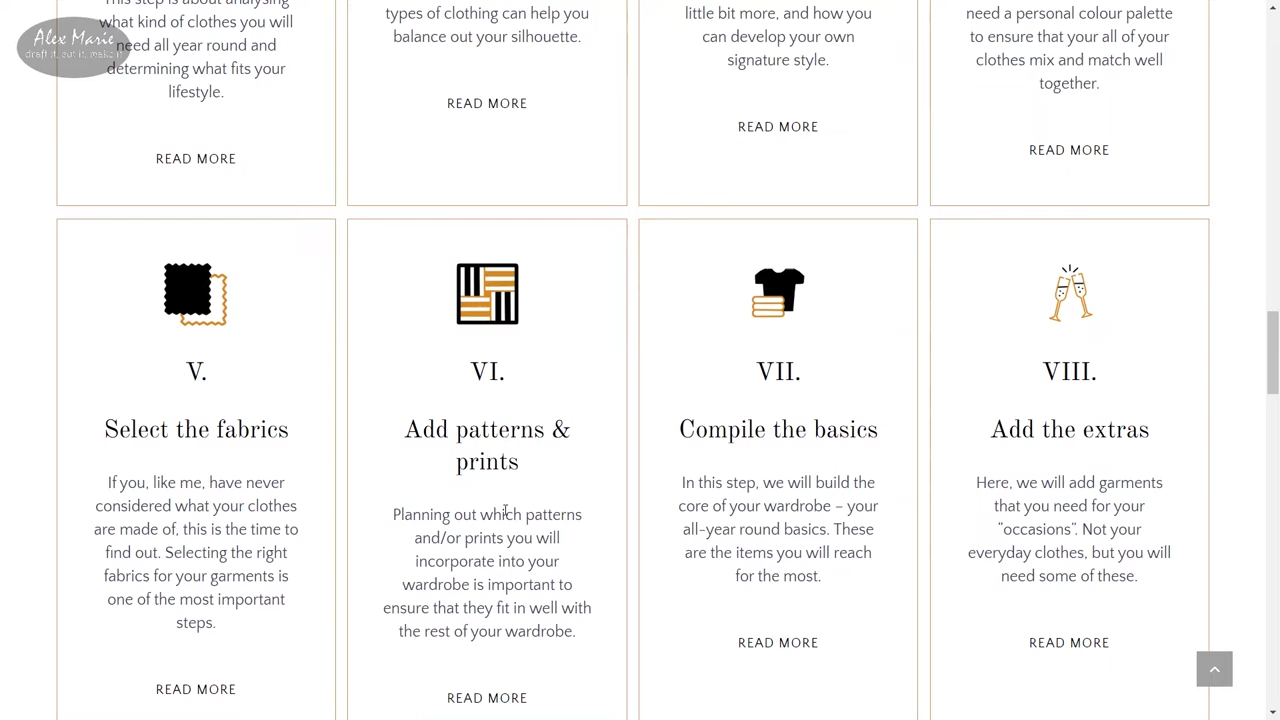 This step is about analysing
what kind of clothes you will
need all year round and
determining what fits your
lifestyle.
READ MORE
types of clothing can help you
balance out your silhouette.
READ MORE
little bit more, and how you
can develop your own
signature style.
READ MORE
need a personal colour palette
to ensure that your all of your
clothes mix and match well
together.
READ MORE
Alex Marie
draft it, cut it, make it
V.
Select the fabrics
If you, like me, have never
considered what your clothes
are made of, this is the time to
find out. Selecting the right
fabrics for your garments is
one of the most important
steps.
READ MORE
VI.
Add patterns &
prints
Planning out which patterns
and/or prints you will
incorporate into your
wardrobe is important to
ensure that they fit in well with
the rest of your wardrobe.
READ MORE
VII.
Compile the basics
In this step, we will build the
core of your wardrobe – your
all-year round basics. These
are the items you will reach
for the most.
READ MORE
VIII.
Add the extras
Here, we will add garments
that you need for your
"occasions". Not your
everyday clothes, but you will
need some of these.
READ MORE